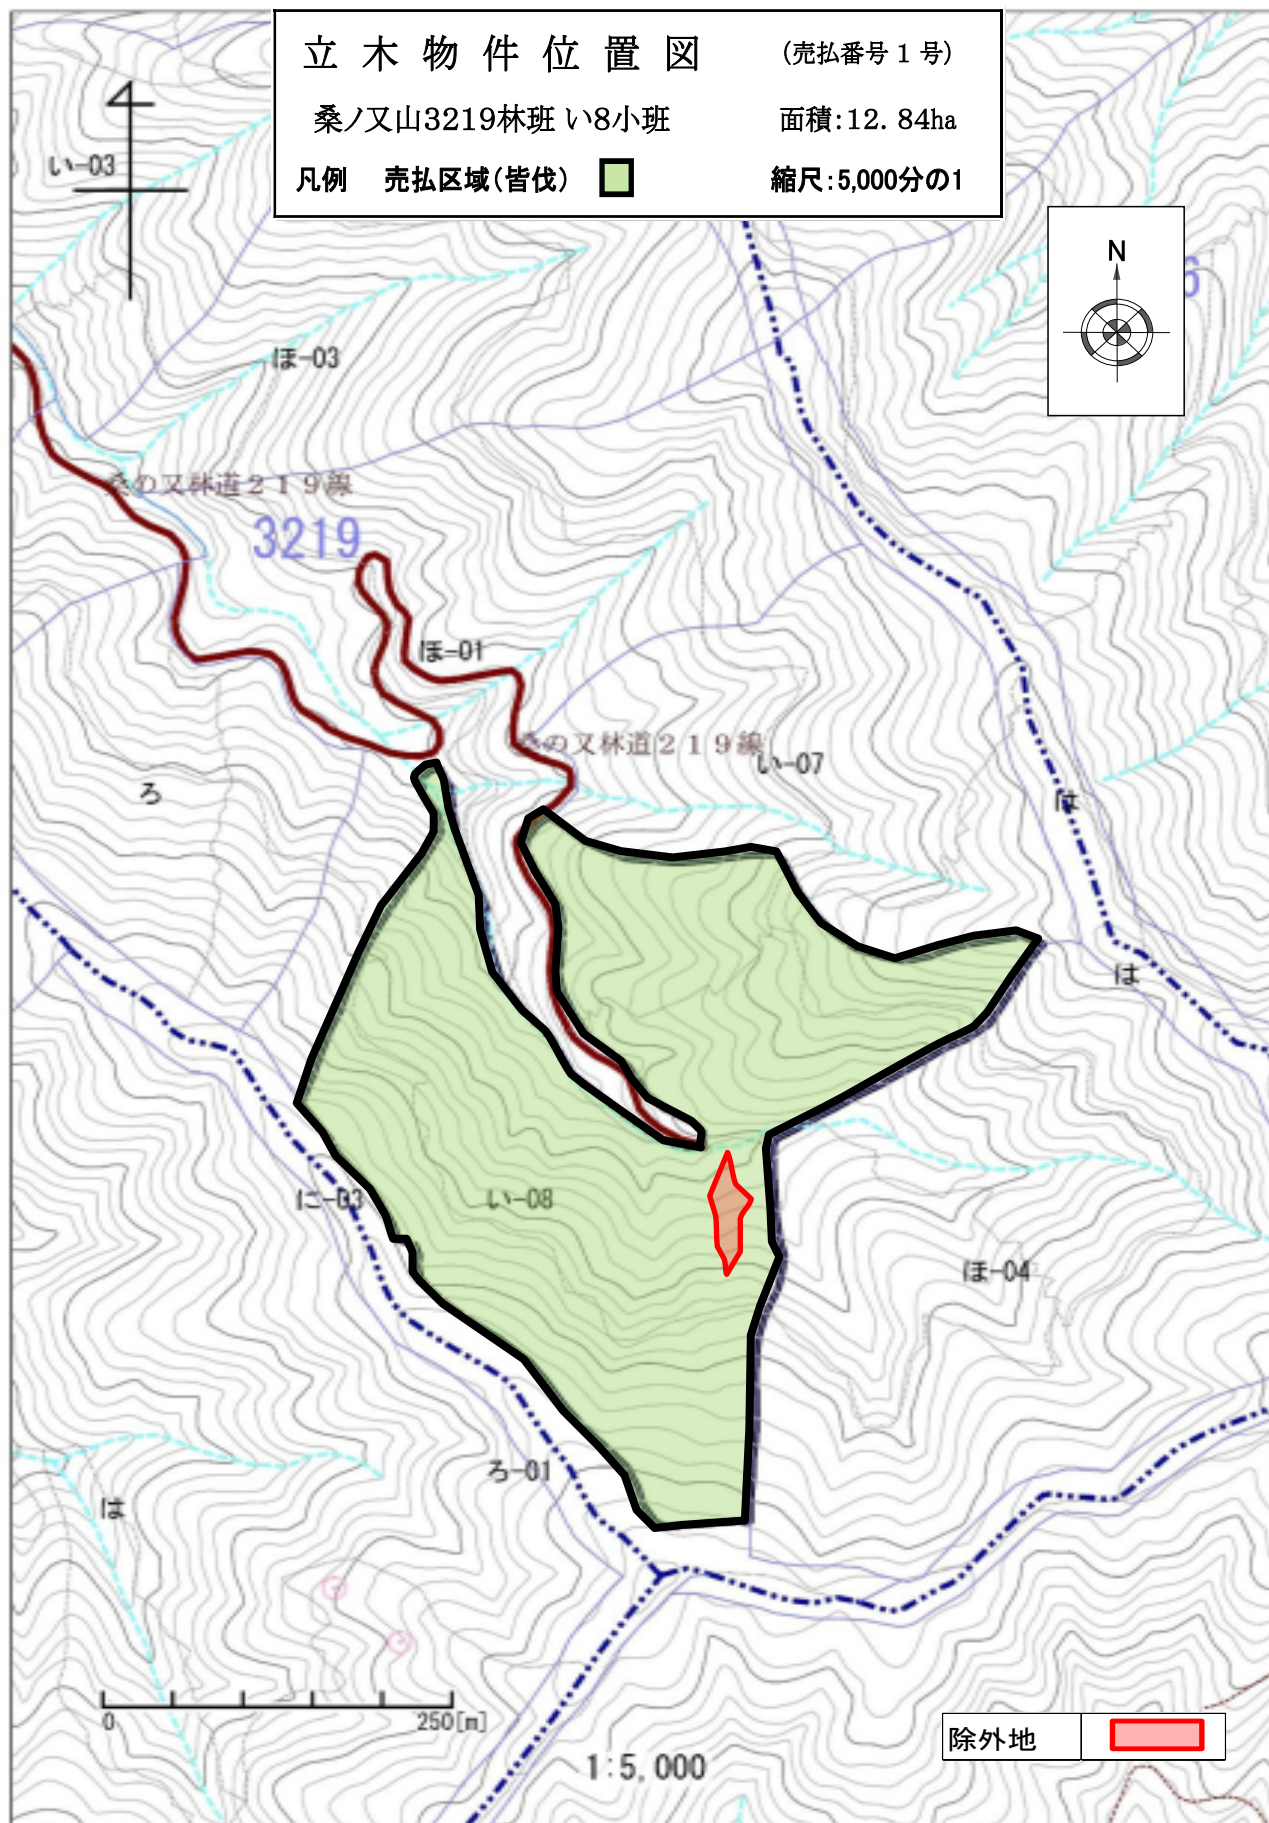 立木物件位置図 (売払番号1号)
桑ノ又山3219林班 い8小班 面積:12.84ha
凡例 売払区域(皆伐) 縮尺:5,000分の1
い-03
N
6
ほ-03
桑の又林道219線
3219
ほ-01
桑の又林道219線
い-07
ろ
は
は
に-03
い-08
ほ-04
ろ-01
は
0 250[m]
除外地
1:5,000